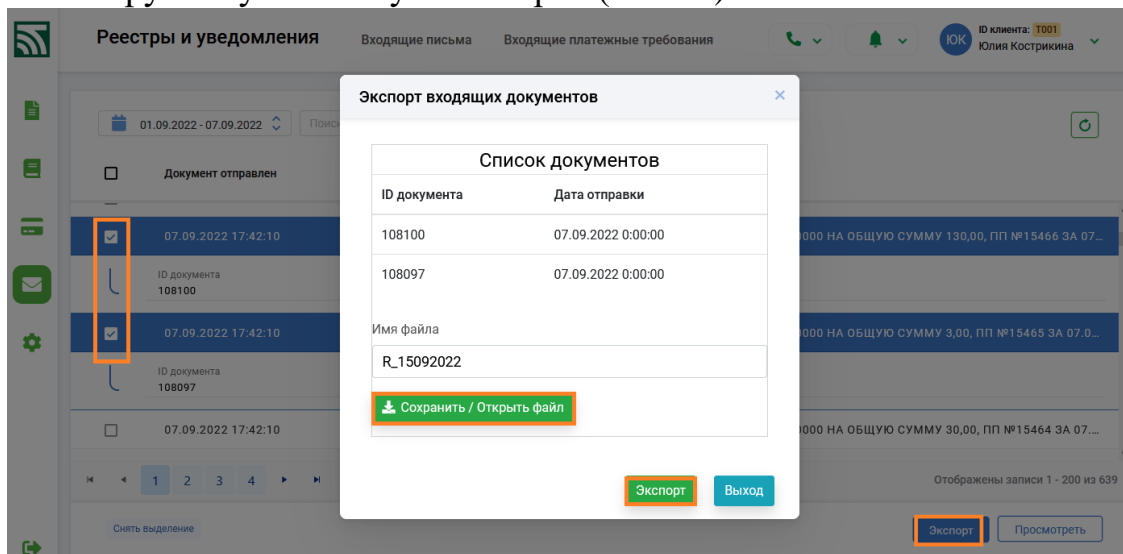 Реестры и уведомления Входящие письма Входящие платежные требования ID клиента: T001
ЮК Юлия Кострикина
Экспорт входящих документов ×
01.09.2022 - 07.09.2022
Документ отправлен
Список документов
ID документа Дата отправки
108100 07.09.2022 0:00:00
108097 07.09.2022 0:00:00
Имя файла
R_15092022
Сохранить / Открыть файл
Экспорт Выход
07.09.2022 17:42:10 НА ОБЩУЮ СУММУ 130,00, ПП №15466 ЗА 07...
ID документа
108100
07.09.2022 17:42:10 НА ОБЩУЮ СУММУ 3,00, ПП №15465 ЗА 07.0...
ID документа
108097
07.09.2022 17:42:10 НА ОБЩУЮ СУММУ 30,00, ПП №15464 ЗА 07....
1 2 3 4 Отображены записи 1 - 200 из 639
Снять выделение Экспорт Просмотреть